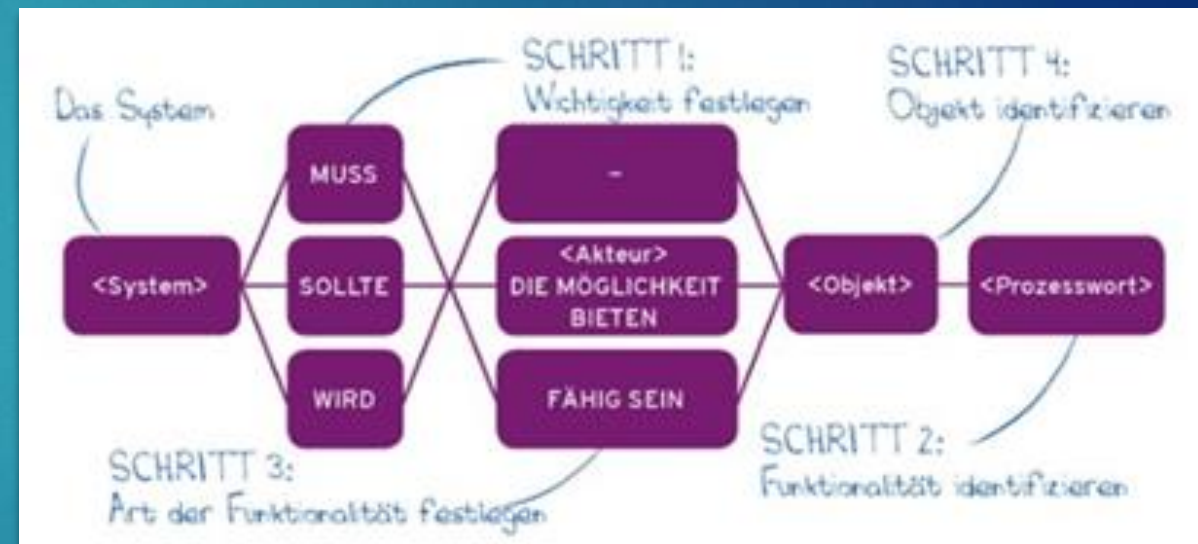 SCHRITT 1:
Wichtigkeit festlegen
SCHRITT 4:
Objekt identifizieren
Das System
MUSS
–
<System>
SOLLTE
<Akteur>
DIE MÖGLICHKEIT
BIETEN
<Objekt>
<Prozesswort>
WIRD
FÄHIG SEIN
SCHRITT 3:
Art der Funktionalität festlegen
SCHRITT 2:
Funktionalität identifizieren